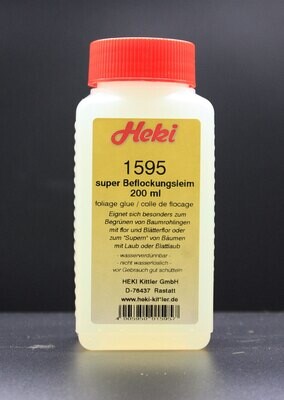 Heki
1595
super Beflockungsleim
200 ml
foliage glue / colle de flocage
Eignet sich besonders zum
Begrünen von Baumrohlingen
mit flor und Blätterflor oder
zum "Supern" von Bäumen
mit Laub oder Blattlaub
- wasserverdünnbar -
- nicht wasserlöslich -
- vor Gebrauch gut schütteln -
HEKI Kittler GmbH
D-76437 Rastatt
www.heki-kittler.de